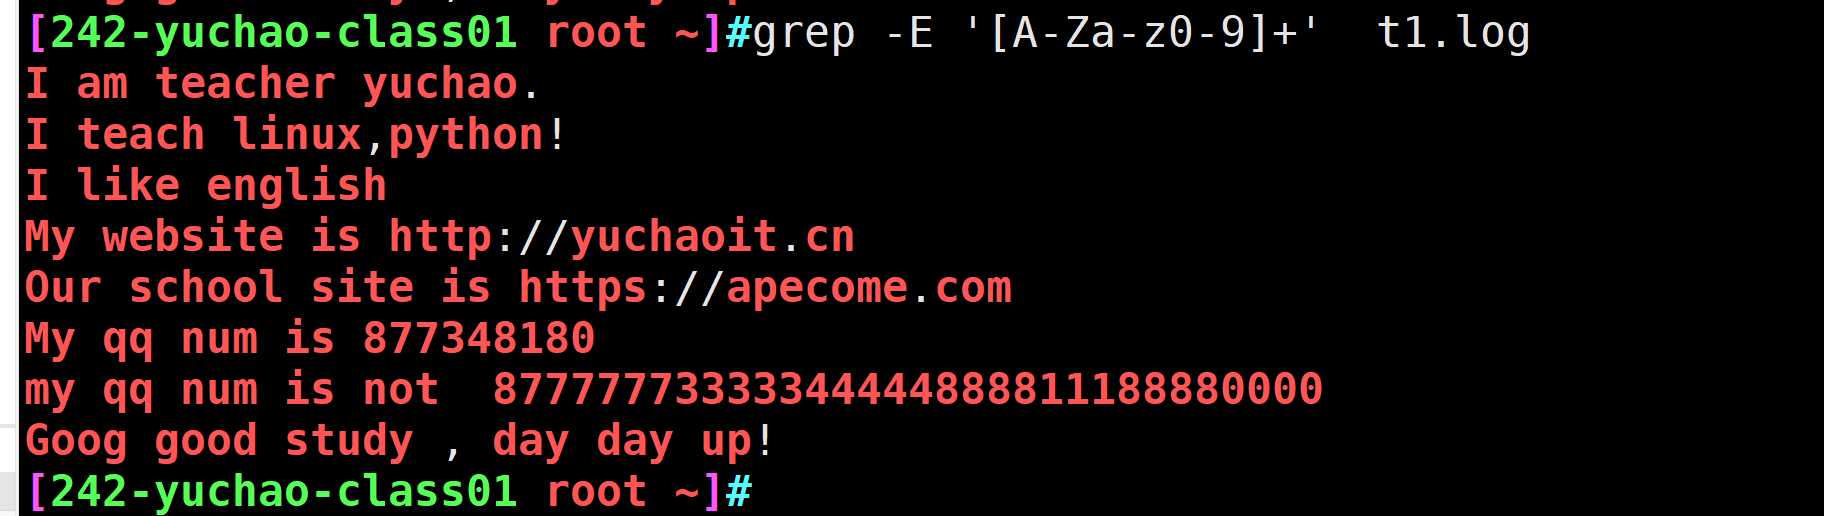 [242-yuchao-class01 root ~]#grep -E '[A-Za-z0-9]+'  t1.log
I am teacher yuchao.
I teach linux,python!
I like english
My website is http://yuchaoit.cn
Our school site is https://apecome.com
My qq num is 877348180
my qq num is not  87777773333344444888811188880000
Goog good study , day day up!
[242-yuchao-class01 root ~]#